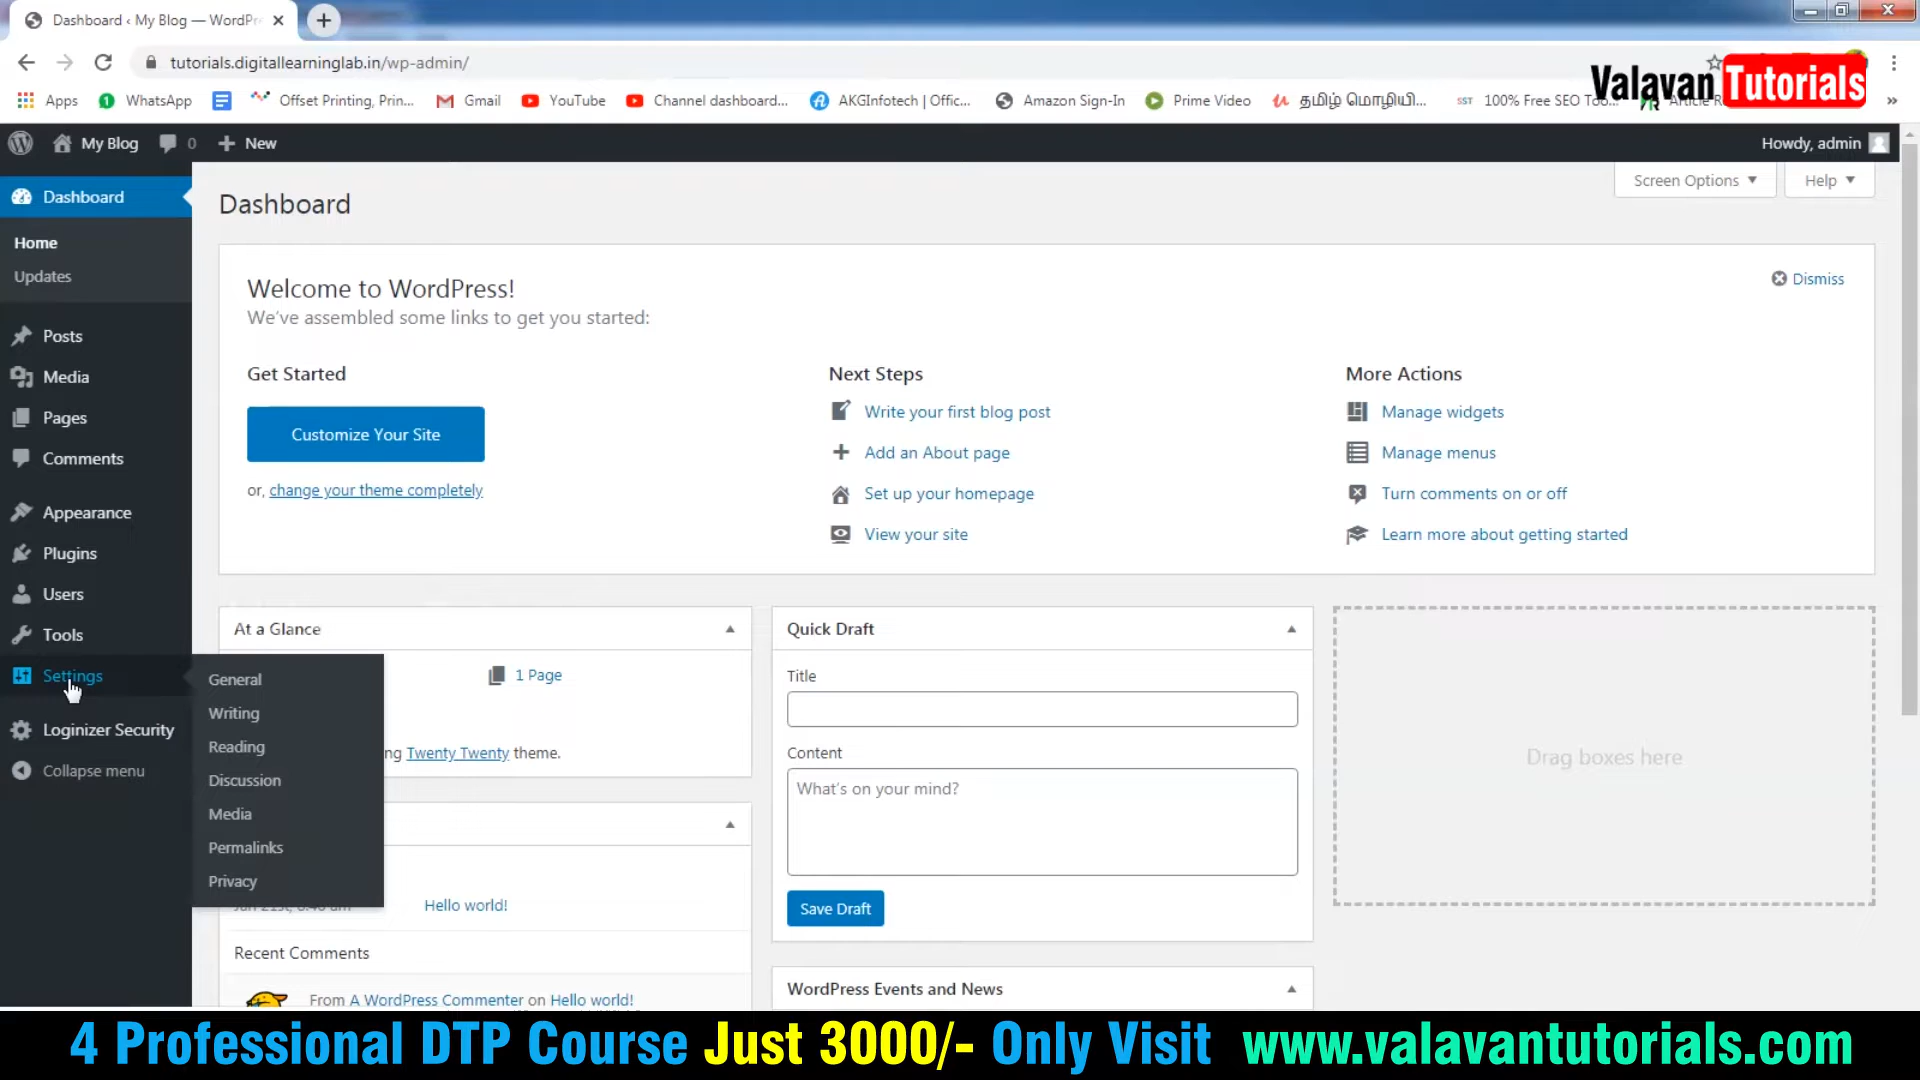 Dashboard ‹ My Blog — WordPr
tutorials.digitallearninglab.in/wp-admin/
Valavan Tutorials
Apps
WhatsApp
Offset Printing, Prin...
Gmail
YouTube
Channel dashboard...
AKGInfotech | Offic...
Amazon Sign-In
Prime Video
தமிழ் மொழியி...
SST
100% Free SEO Too...
»
My Blog
0
New
Howdy, admin
Screen Options
Help
Dashboard
Home
Updates
Posts
Media
Pages
Comments
Appearance
Plugins
Users
Tools
Settings
Loginizer Security
Collapse menu
General
Writing
Reading
Discussion
Media
Permalinks
Privacy
Dashboard
Welcome to WordPress!
We've assembled some links to get you started:
Dismiss
Get Started
Customize Your Site
or, change your theme completely
Next Steps
Write your first blog post
Add an About page
Set up your homepage
View your site
More Actions
Manage widgets
Manage menus
Turn comments on or off
Learn more about getting started
At a Glance
1 Page
ng Twenty Twenty theme.
Hello world!
Recent Comments
From A WordPress Commenter on Hello world!
Quick Draft
Title
Content
What's on your mind?
Save Draft
WordPress Events and News
Drag boxes here
4 Professional DTP Course Just 3000/- Only Visit www.valavantutorials.com